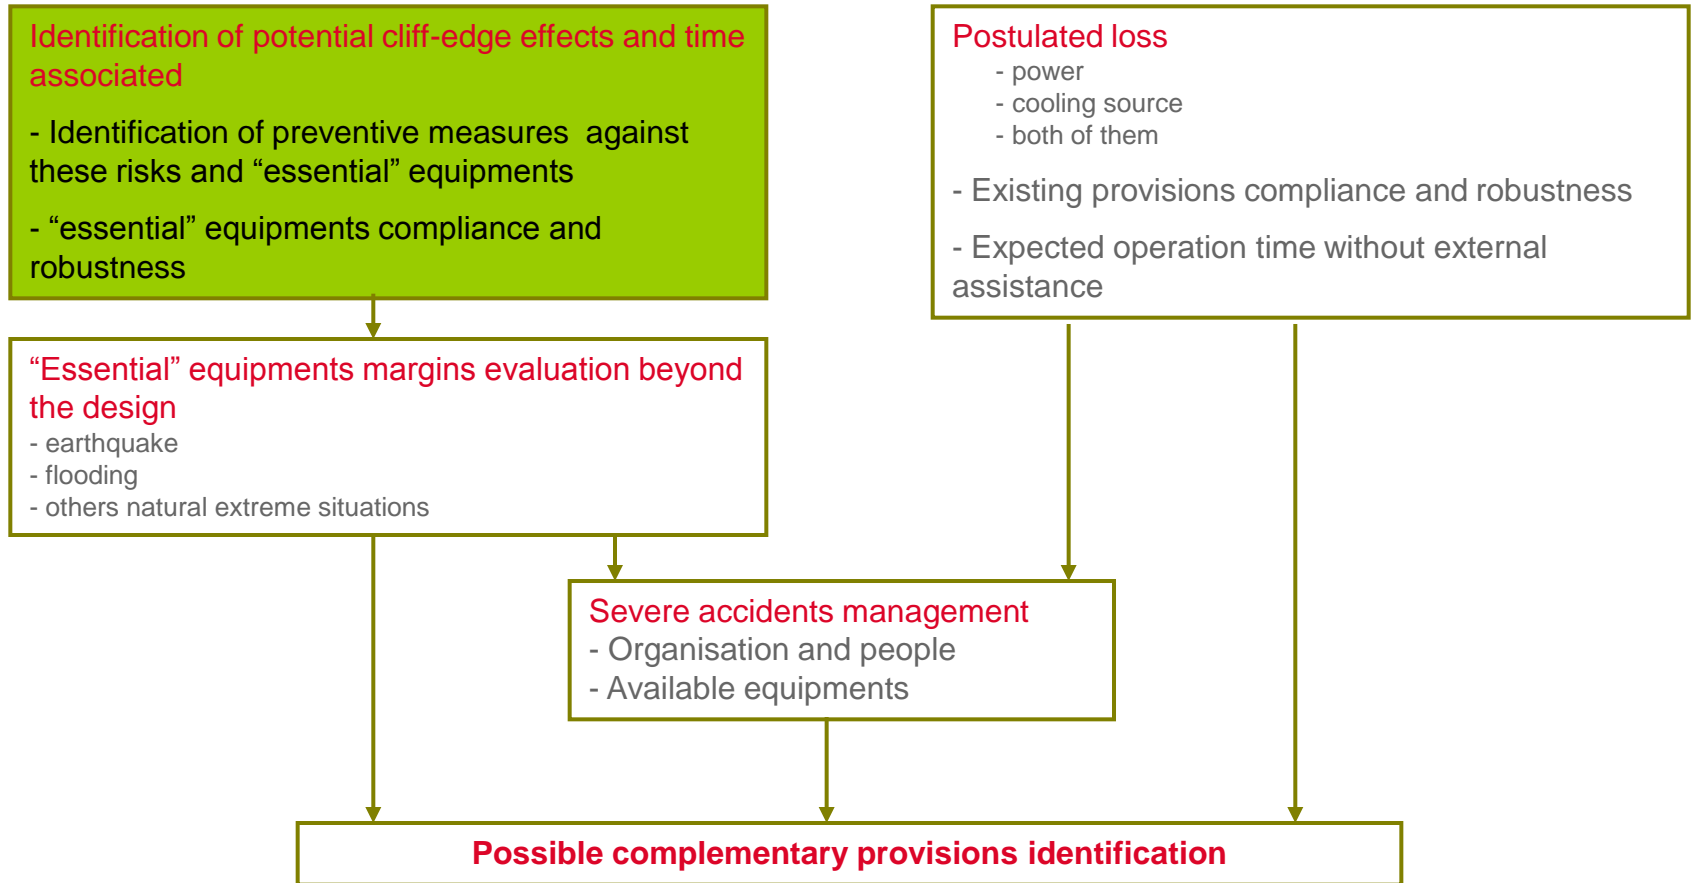 Identification of potential cliff-edge effects and time
associated
- Identification of preventive measures  against
these risks and “essential” equipments
- “essential” equipments compliance and
robustness
Postulated loss
- power
- cooling source
- both of them
- Existing provisions compliance and robustness
- Expected operation time without external
assistance
“Essential” equipments margins evaluation beyond
the design
- earthquake
- flooding
- others natural extreme situations
Severe accidents management
- Organisation and people
- Available equipments
Possible complementary provisions identification